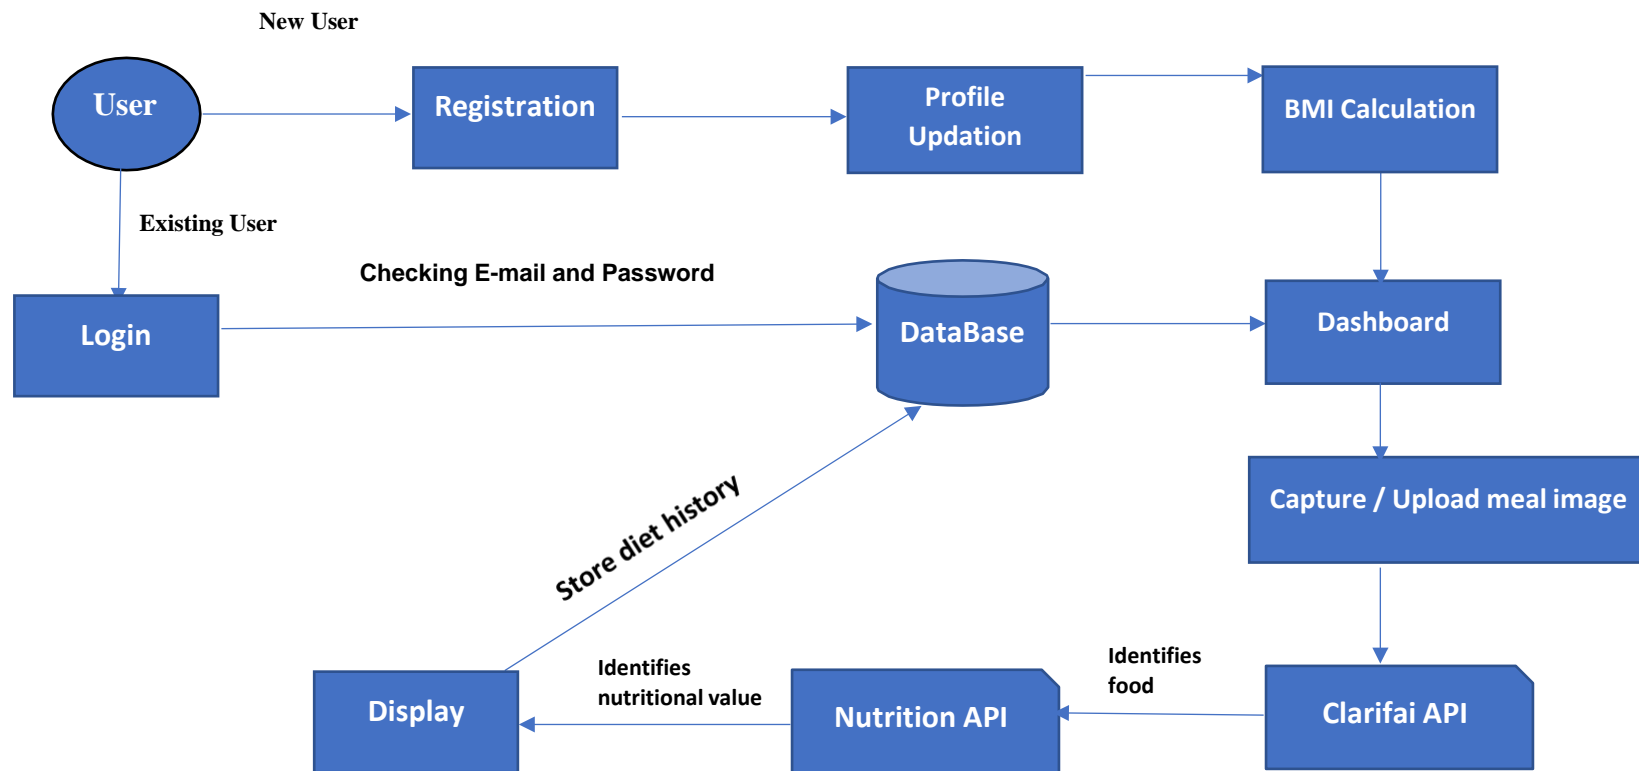 New User
User
Registration
Profile
Updation
BMI Calculation
Existing User
Checking E-mail and Password
Login
DataBase
Dashboard
Capture / Upload meal image
Store diet history
Identifies
food
Identifies
nutritional value
Display
Nutrition API
Clarifai API